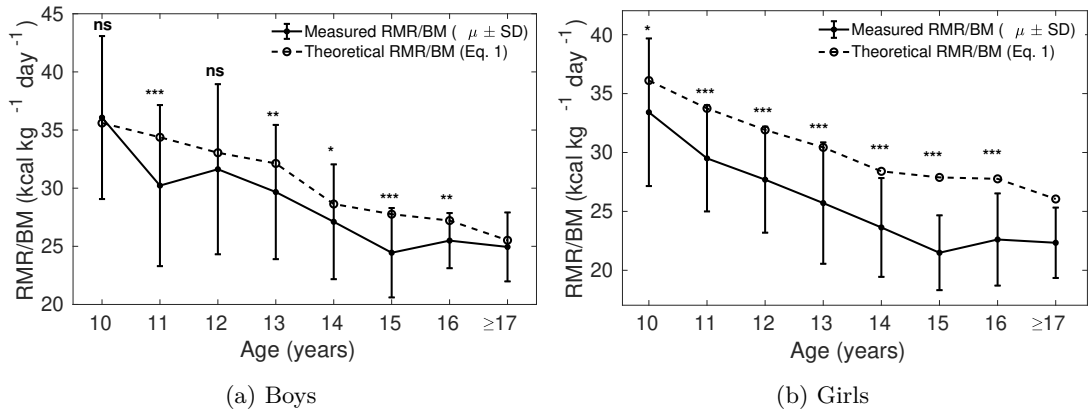 45
40
35
30
25
20
RMR/BM (kcal kg -1 day -1)
ns
***
ns
**
*
***
**
Measured RMR/BM ( μ ± SD)
Theoretical RMR/BM (Eq. 1)
10 11 12 13 14 15 16 ≥17
Age (years)
(a) Boys
40
35
30
25
20
RMR/BM (kcal kg -1 day -1)
*
***
***
***
***
***
***
Measured RMR/BM ( μ ± SD)
Theoretical RMR/BM (Eq. 1)
10 11 12 13 14 15 16 ≥17
Age (years)
(b) Girls